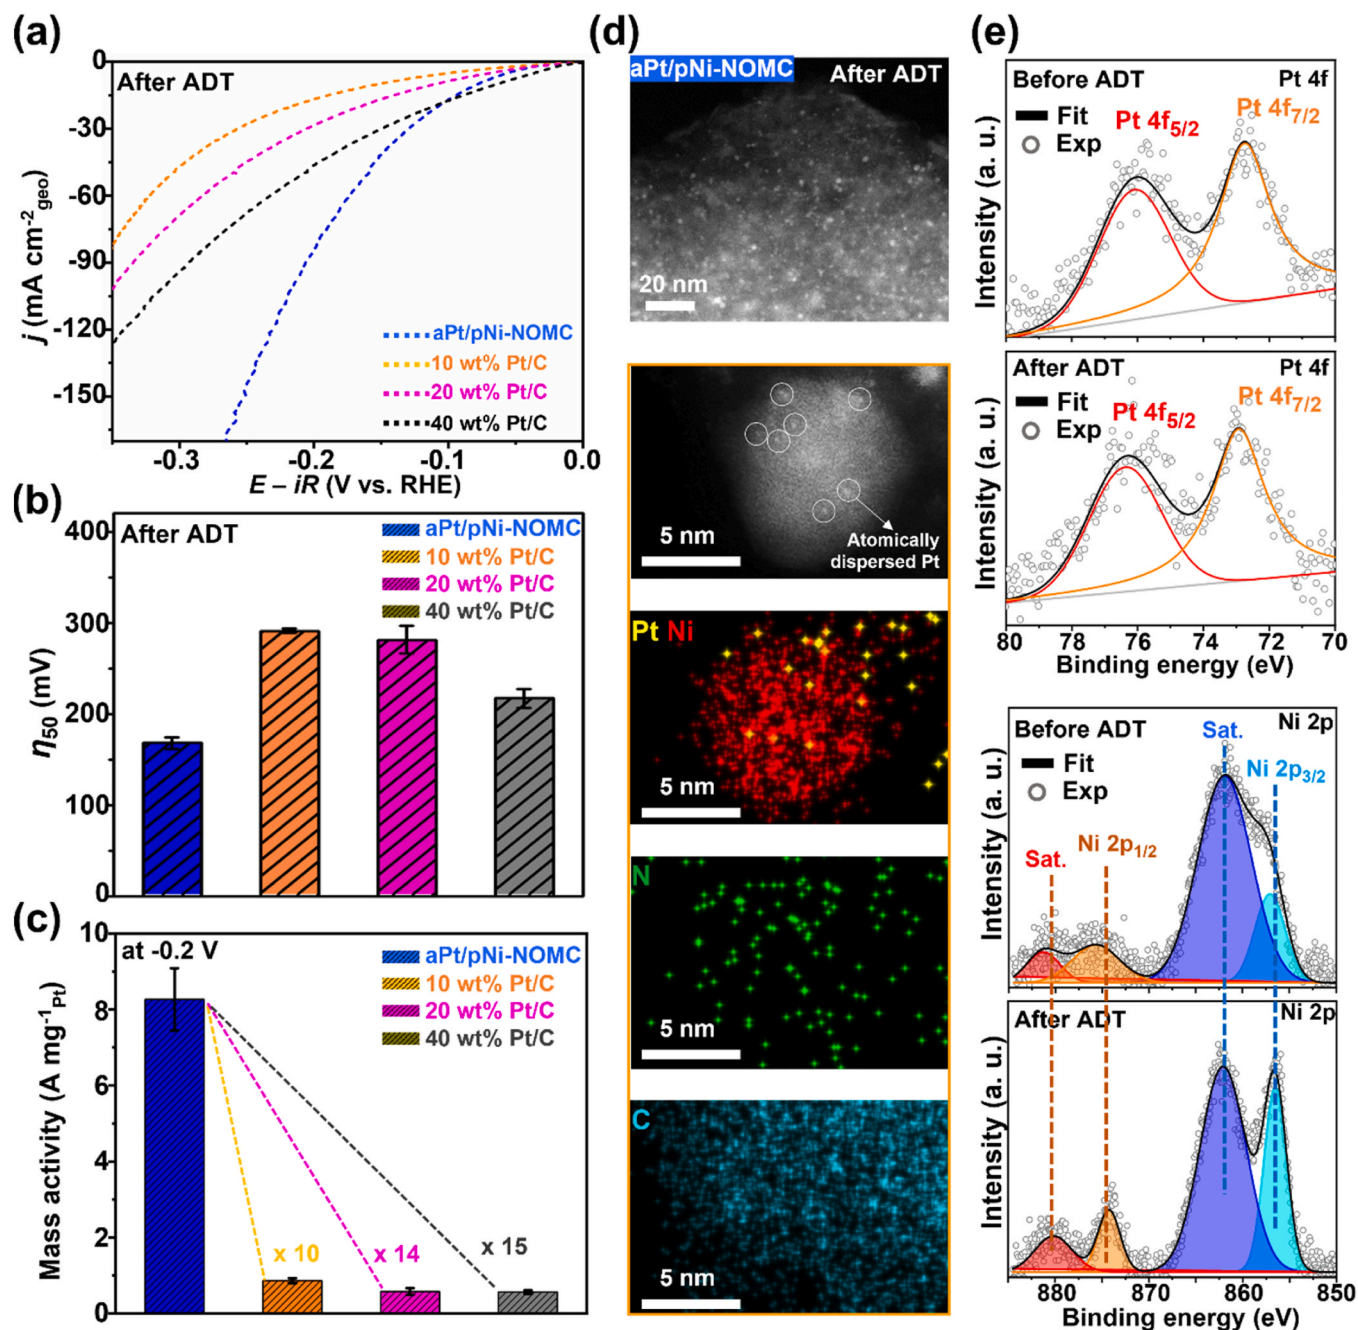 (a)
After ADT
0
-30
-60
-90
-120
-150
j (mA cm⁻²geo)
aPt/pNi-NOMC
10 wt% Pt/C
20 wt% Pt/C
40 wt% Pt/C
-0.3
-0.2
-0.1
0.0
E – iR (V vs. RHE)
(b)
After ADT
400
300
200
100
0
η50 (mV)
aPt/pNi-NOMC
10 wt% Pt/C
20 wt% Pt/C
40 wt% Pt/C
(c)
at -0.2 V
10
8
6
4
2
0
Mass activity (A mg⁻¹Pt)
aPt/pNi-NOMC
10 wt% Pt/C
20 wt% Pt/C
40 wt% Pt/C
x 10
x 14
x 15
(d)
aPt/pNi-NOMC
After ADT
20 nm
5 nm
Atomically
dispersed Pt
Pt Ni
5 nm
N
5 nm
C
5 nm
(e)
Before ADT
Pt 4f
Fit
Exp
Pt 4f5/2
Pt 4f7/2
Intensity (a. u.)
After ADT
Pt 4f
Fit
Exp
Pt 4f5/2
Pt 4f7/2
Intensity (a. u.)
80
78
76
74
72
70
Binding energy (eV)
Before ADT
Ni 2p
Fit
Exp
Sat.
Ni 2p3/2
Sat.
Ni 2p1/2
Intensity (a. u.)
After ADT
Ni 2p
Intensity (a. u.)
880
870
860
850
Binding energy (eV)